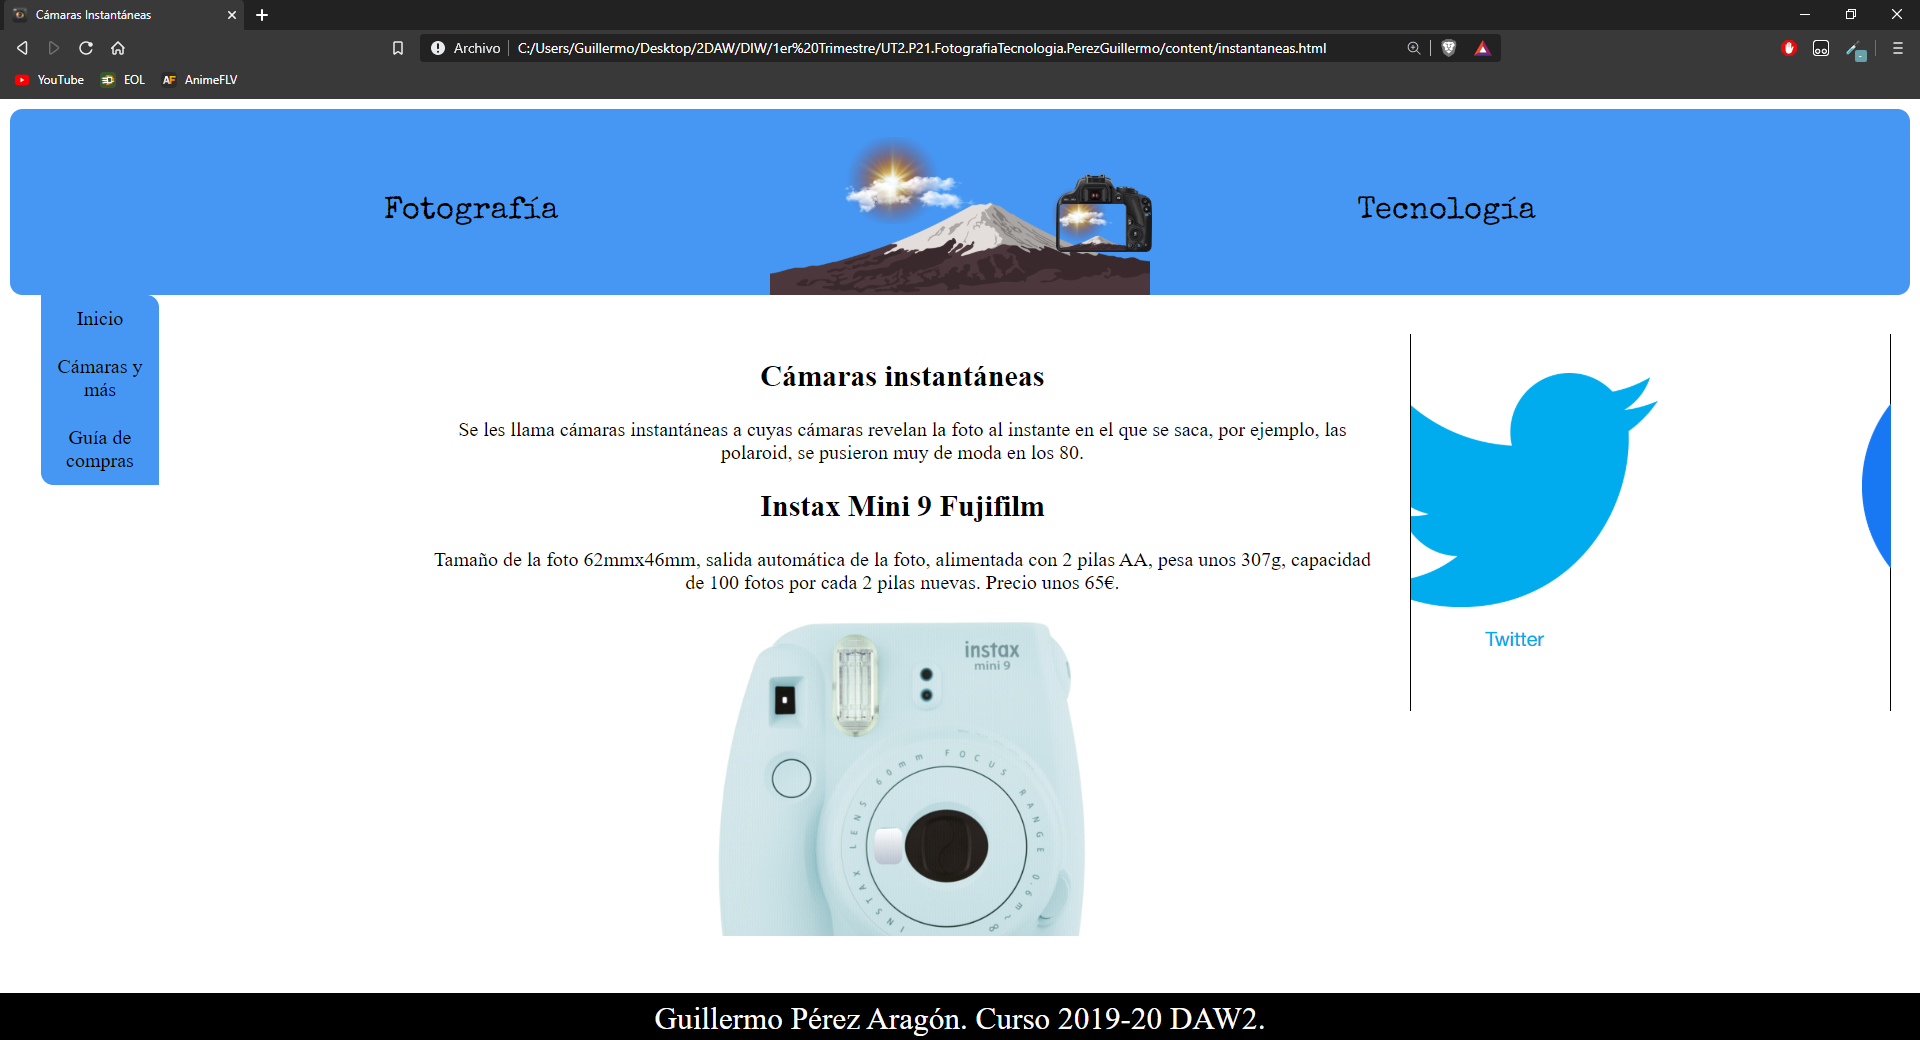 Cámaras Instantáneas
Archivo C:/Users/Guillermo/Desktop/2DAW/DIW/1er%20Trimestre/UT2.P21.FotografiaTecnologia.PerezGuillermo/content/instantaneas.html
YouTube EOL AF AnimeFLV
Fotografía
Tecnología
Inicio
Cámaras y
más
Guía de
compras
Cámaras instantáneas
Se les llama cámaras instantáneas a cuyas cámaras revelan la foto al instante en el que se saca, por ejemplo, las
polaroid, se pusieron muy de moda en los 80.
Instax Mini 9 Fujifilm
Tamaño de la foto 62mmx46mm, salida automática de la foto, alimentada con 2 pilas AA, pesa unos 307g, capacidad
de 100 fotos por cada 2 pilas nuevas. Precio unos 65€.
instax
mini 9
INSTAX LENS 60mm FOCUS RANGE 0.6m~∞
Twitter
Guillermo Pérez Aragón. Curso 2019-20 DAW2.